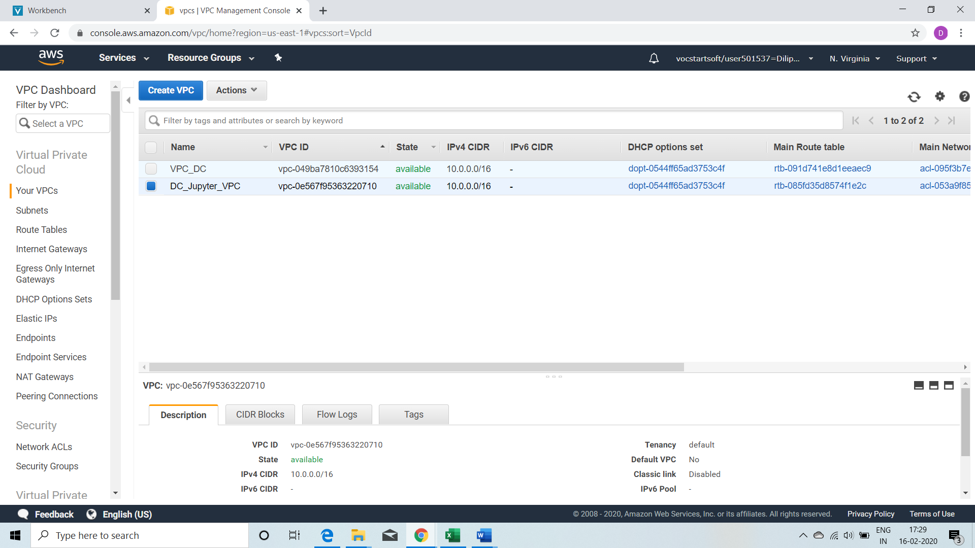 Workbench
vpcs | VPC Management Console
console.aws.amazon.com/vpc/home?region=us-east-1#vpcs:sort=VpcId
D
aws
Services
Resource Groups
vocstartsoft/user501537=Dilip...
N. Virginia
Support
VPC Dashboard
Filter by VPC:
Select a VPC
Virtual Private
Cloud
Your VPCs
Subnets
Route Tables
Internet Gateways
Egress Only Internet
Gateways
DHCP Options Sets
Elastic IPs
Endpoints
Endpoint Services
NAT Gateways
Peering Connections
Security
Network ACLs
Security Groups
Virtual Private
Create VPC
Actions
Filter by tags and attributes or search by keyword
1 to 2 of 2
Name VPC ID State IPv4 CIDR IPv6 CIDR DHCP options set Main Route table Main Networ
VPC_DC vpc-049ba7810c6393154 available 10.0.0.0/16 - dopt-0544ff65ad3753c4f rtb-091d741e8d1eeaec9 acl-095f3b7e
DC_Jupyter_VPC vpc-0e567f95363220710 available 10.0.0.0/16 - dopt-0544ff65ad3753c4f rtb-085fd35d8574f1e2c acl-053a9f85
VPC: vpc-0e567f95363220710
Description
CIDR Blocks
Flow Logs
Tags
VPC ID vpc-0e567f95363220710
State available
IPv4 CIDR 10.0.0.0/16
IPv6 CIDR -
Tenancy default
Default VPC No
Classic link Disabled
IPv6 Pool -
Feedback
English (US)
© 2008 - 2020, Amazon Web Services, Inc. or its affiliates. All rights reserved.
Privacy Policy
Terms of Use
Type here to search
ENG
IN
17:29
16-02-2020
3